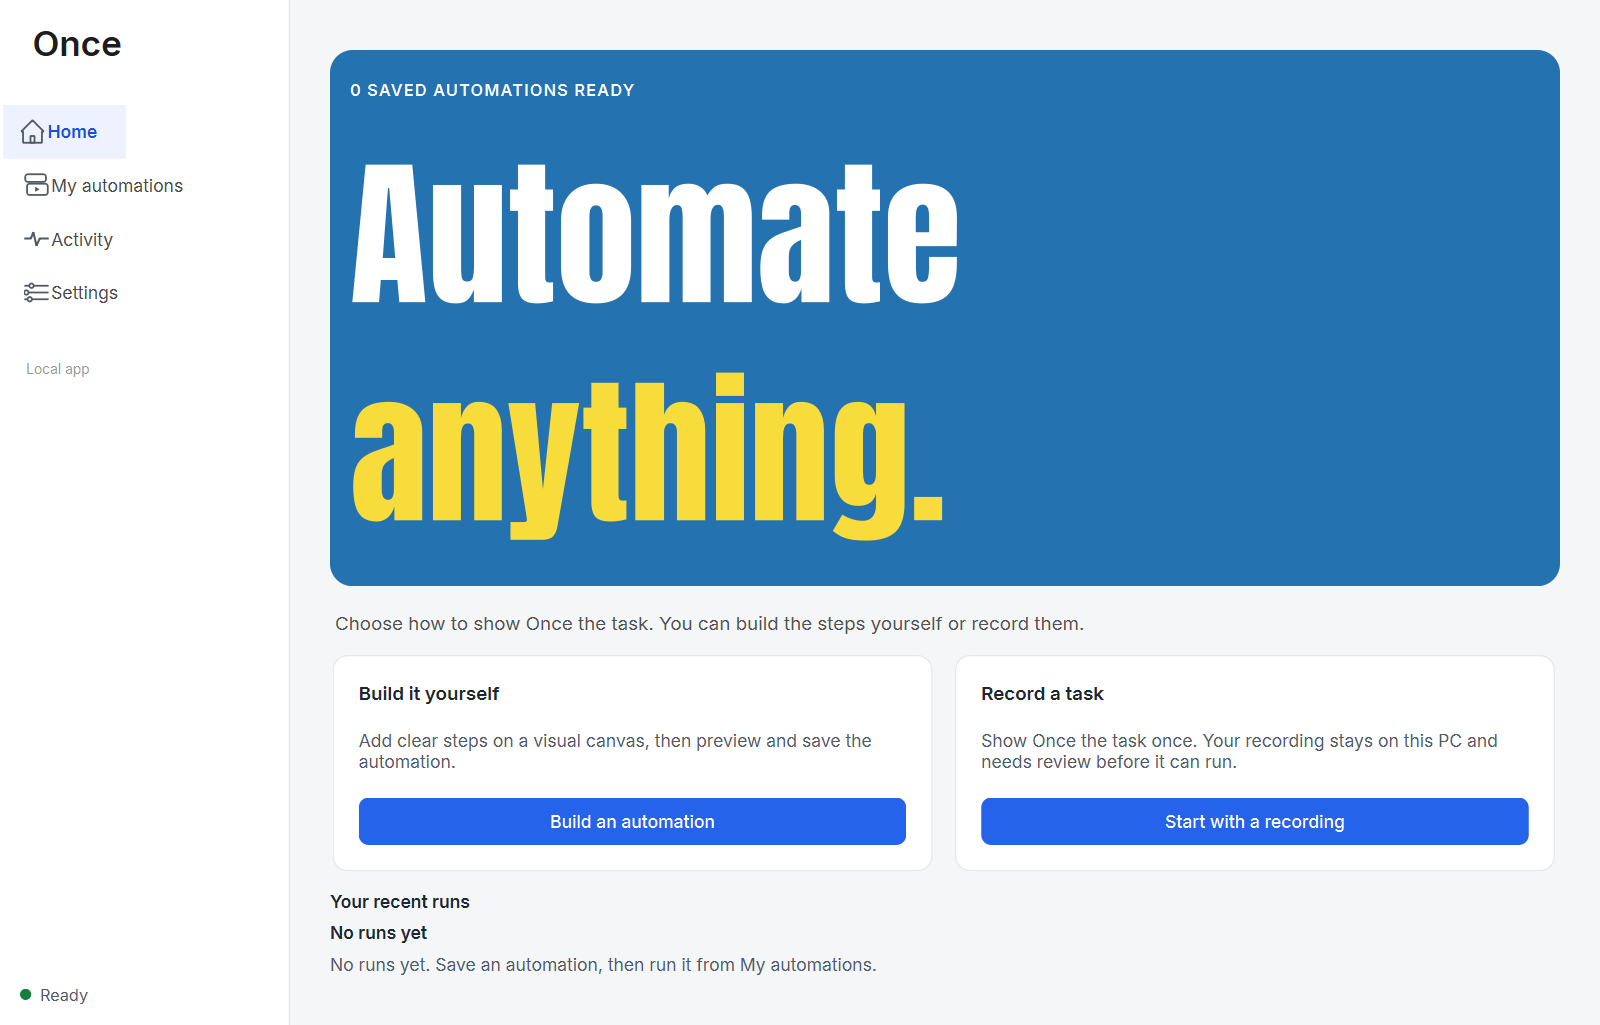 Once
Home
My automations
Activity
Settings
Local app
Ready
0 SAVED AUTOMATIONS READY
Automate
anything.
Choose how to show Once the task. You can build the steps yourself or record them.
Build it yourself
Add clear steps on a visual canvas, then preview and save the
automation.
Build an automation
Record a task
Show Once the task once. Your recording stays on this PC and
needs review before it can run.
Start with a recording
Your recent runs
No runs yet
No runs yet. Save an automation, then run it from My automations.